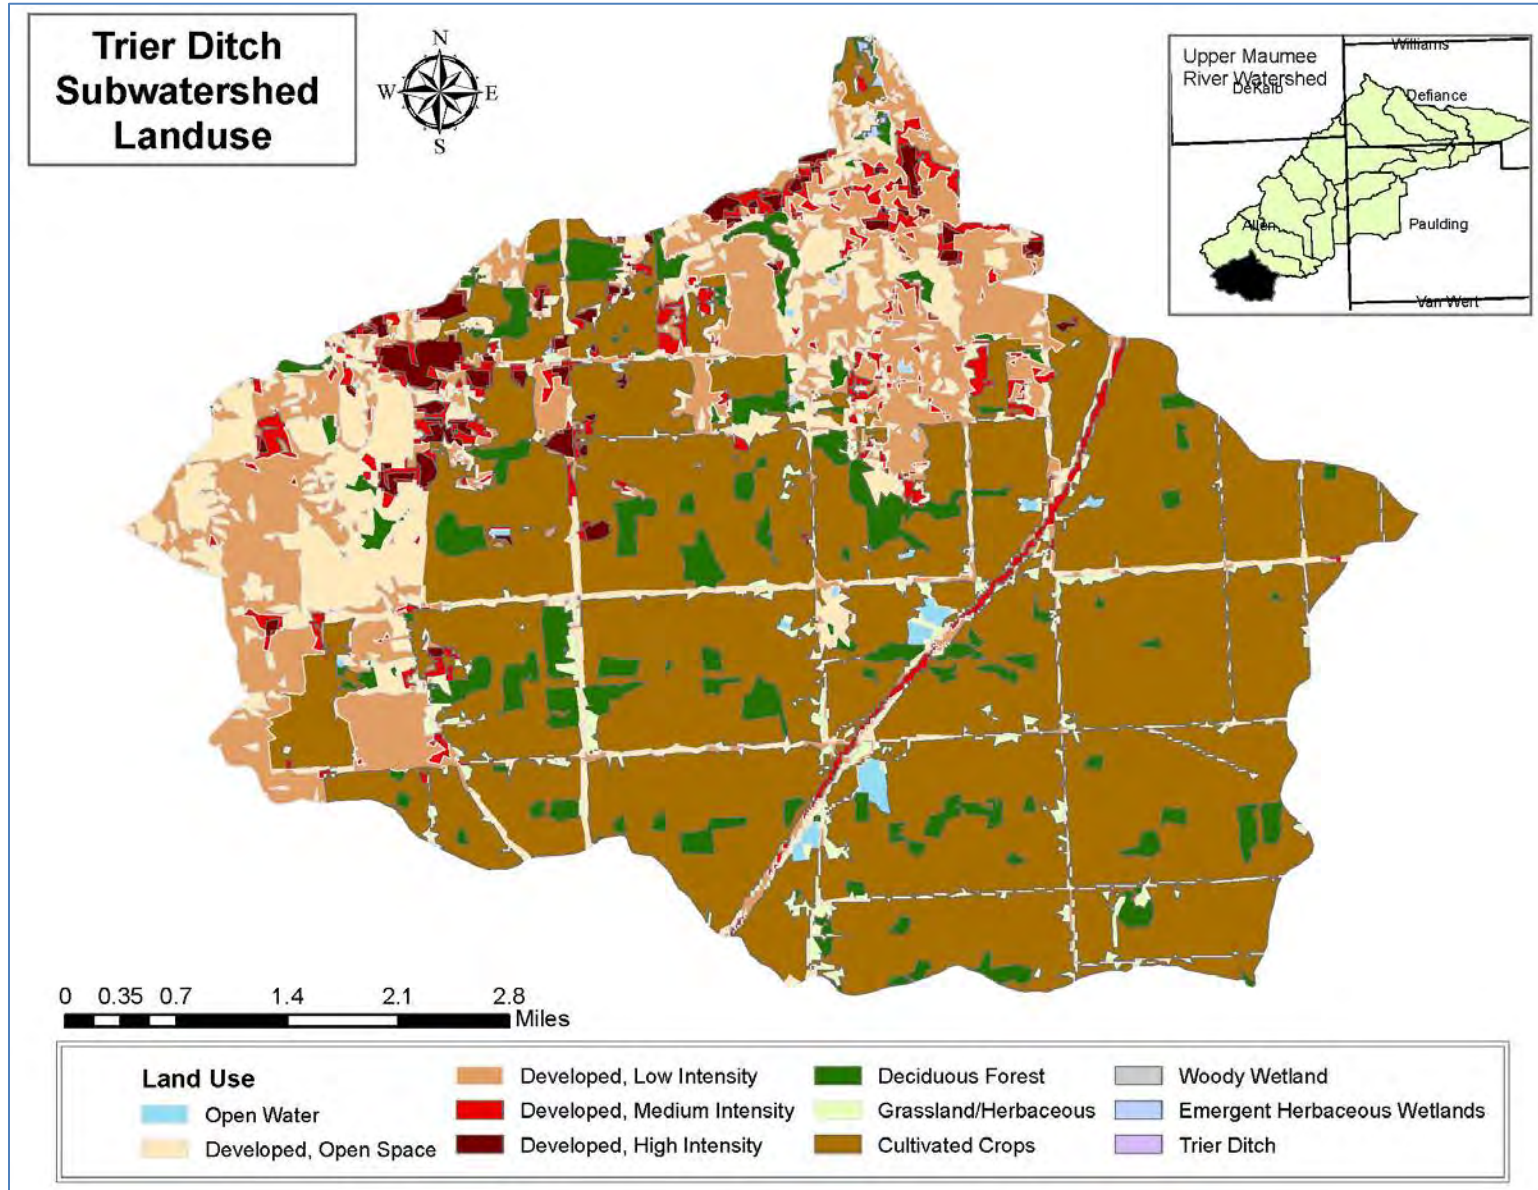 Trier Ditch
Subwatershed
Landuse
N
W
E
S
Upper Maumee
River Watershed
Williams
DeKalb
Defiance
Allen
Paulding
Van Wert
0 0.35 0.7 1.4 2.1 2.8
Miles
Land Use
Open Water
Developed, Open Space
Developed, Low Intensity
Developed, Medium Intensity
Developed, High Intensity
Deciduous Forest
Grassland/Herbaceous
Cultivated Crops
Woody Wetland
Emergent Herbaceous Wetlands
Trier Ditch